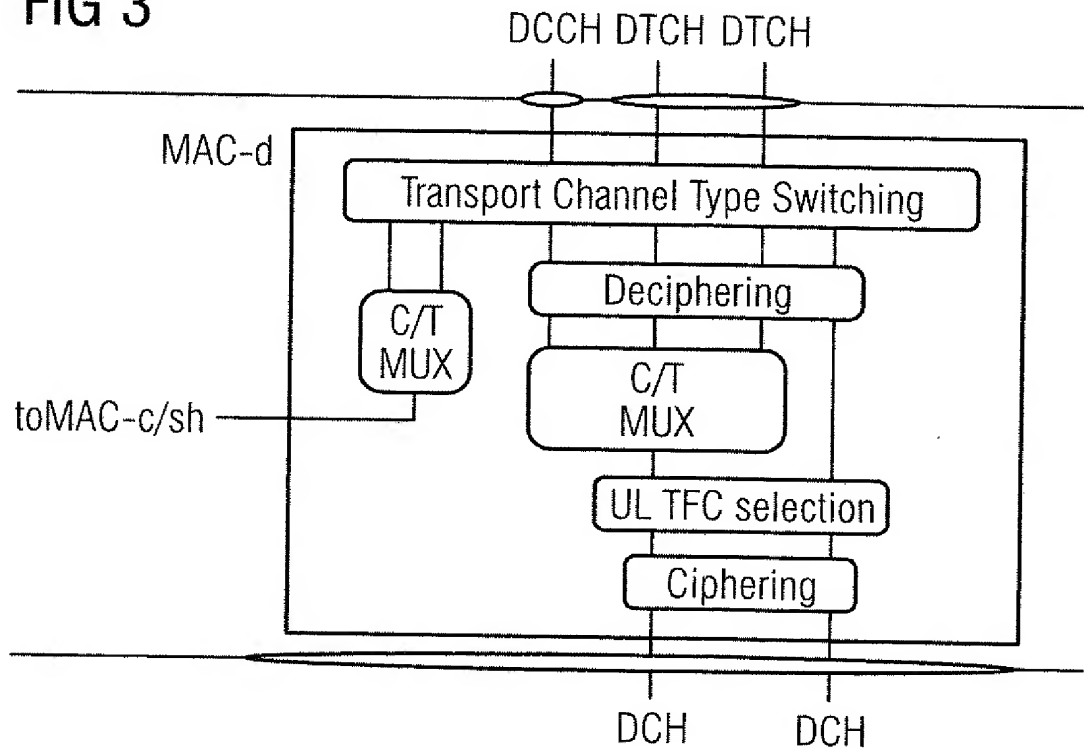 FIG 3
DCCH DTCH DTCH
MAC-d
Transport Channel Type Switching
Deciphering
C/T
MUX
C/T
MUX
toMAC-c/sh
UL TFC selection
Ciphering
DCH DCH